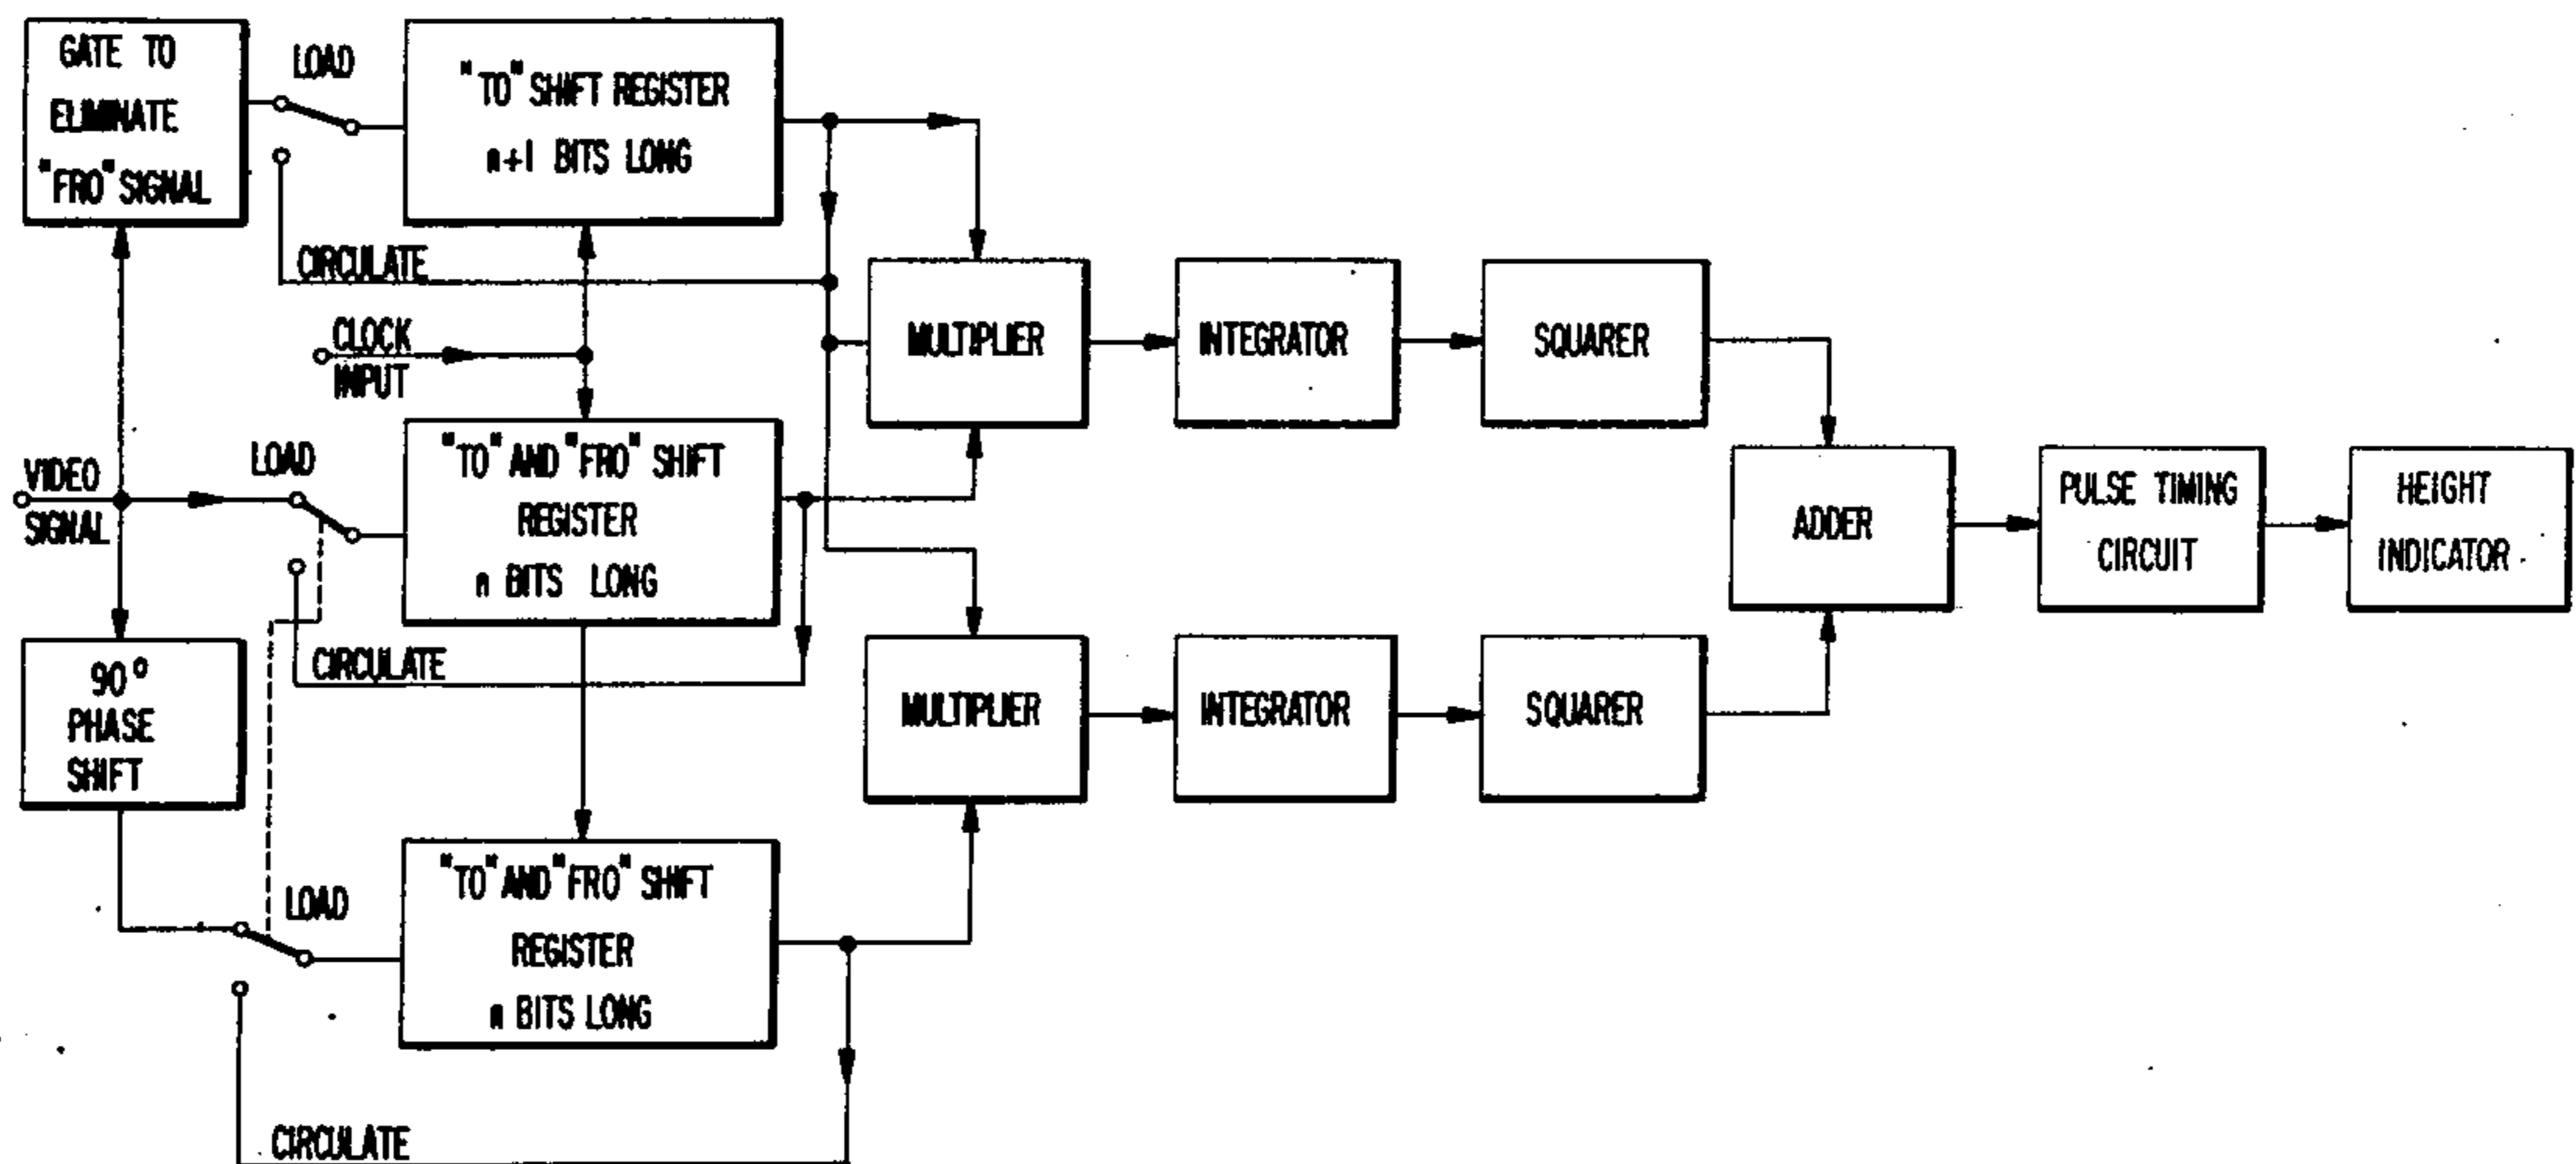 GATE TO
ELIMINATE
"FRO" SIGNAL
LOAD
"TO" SHIFT REGISTER
n+1 BITS LONG
CIRCULATE
CLOCK
INPUT
VIDEO
SIGNAL
LOAD
"TO" AND "FRO" SHIFT
REGISTER
n BITS LONG
CIRCULATE
90°
PHASE
SHIFT
LOAD
"TO" AND "FRO" SHIFT
REGISTER
n BITS LONG
CIRCULATE
MULTIPLIER
INTEGRATOR
SQUARER
MULTIPLIER
INTEGRATOR
SQUARER
ADDER
PULSE TIMING
CIRCUIT
HEIGHT
INDICATOR